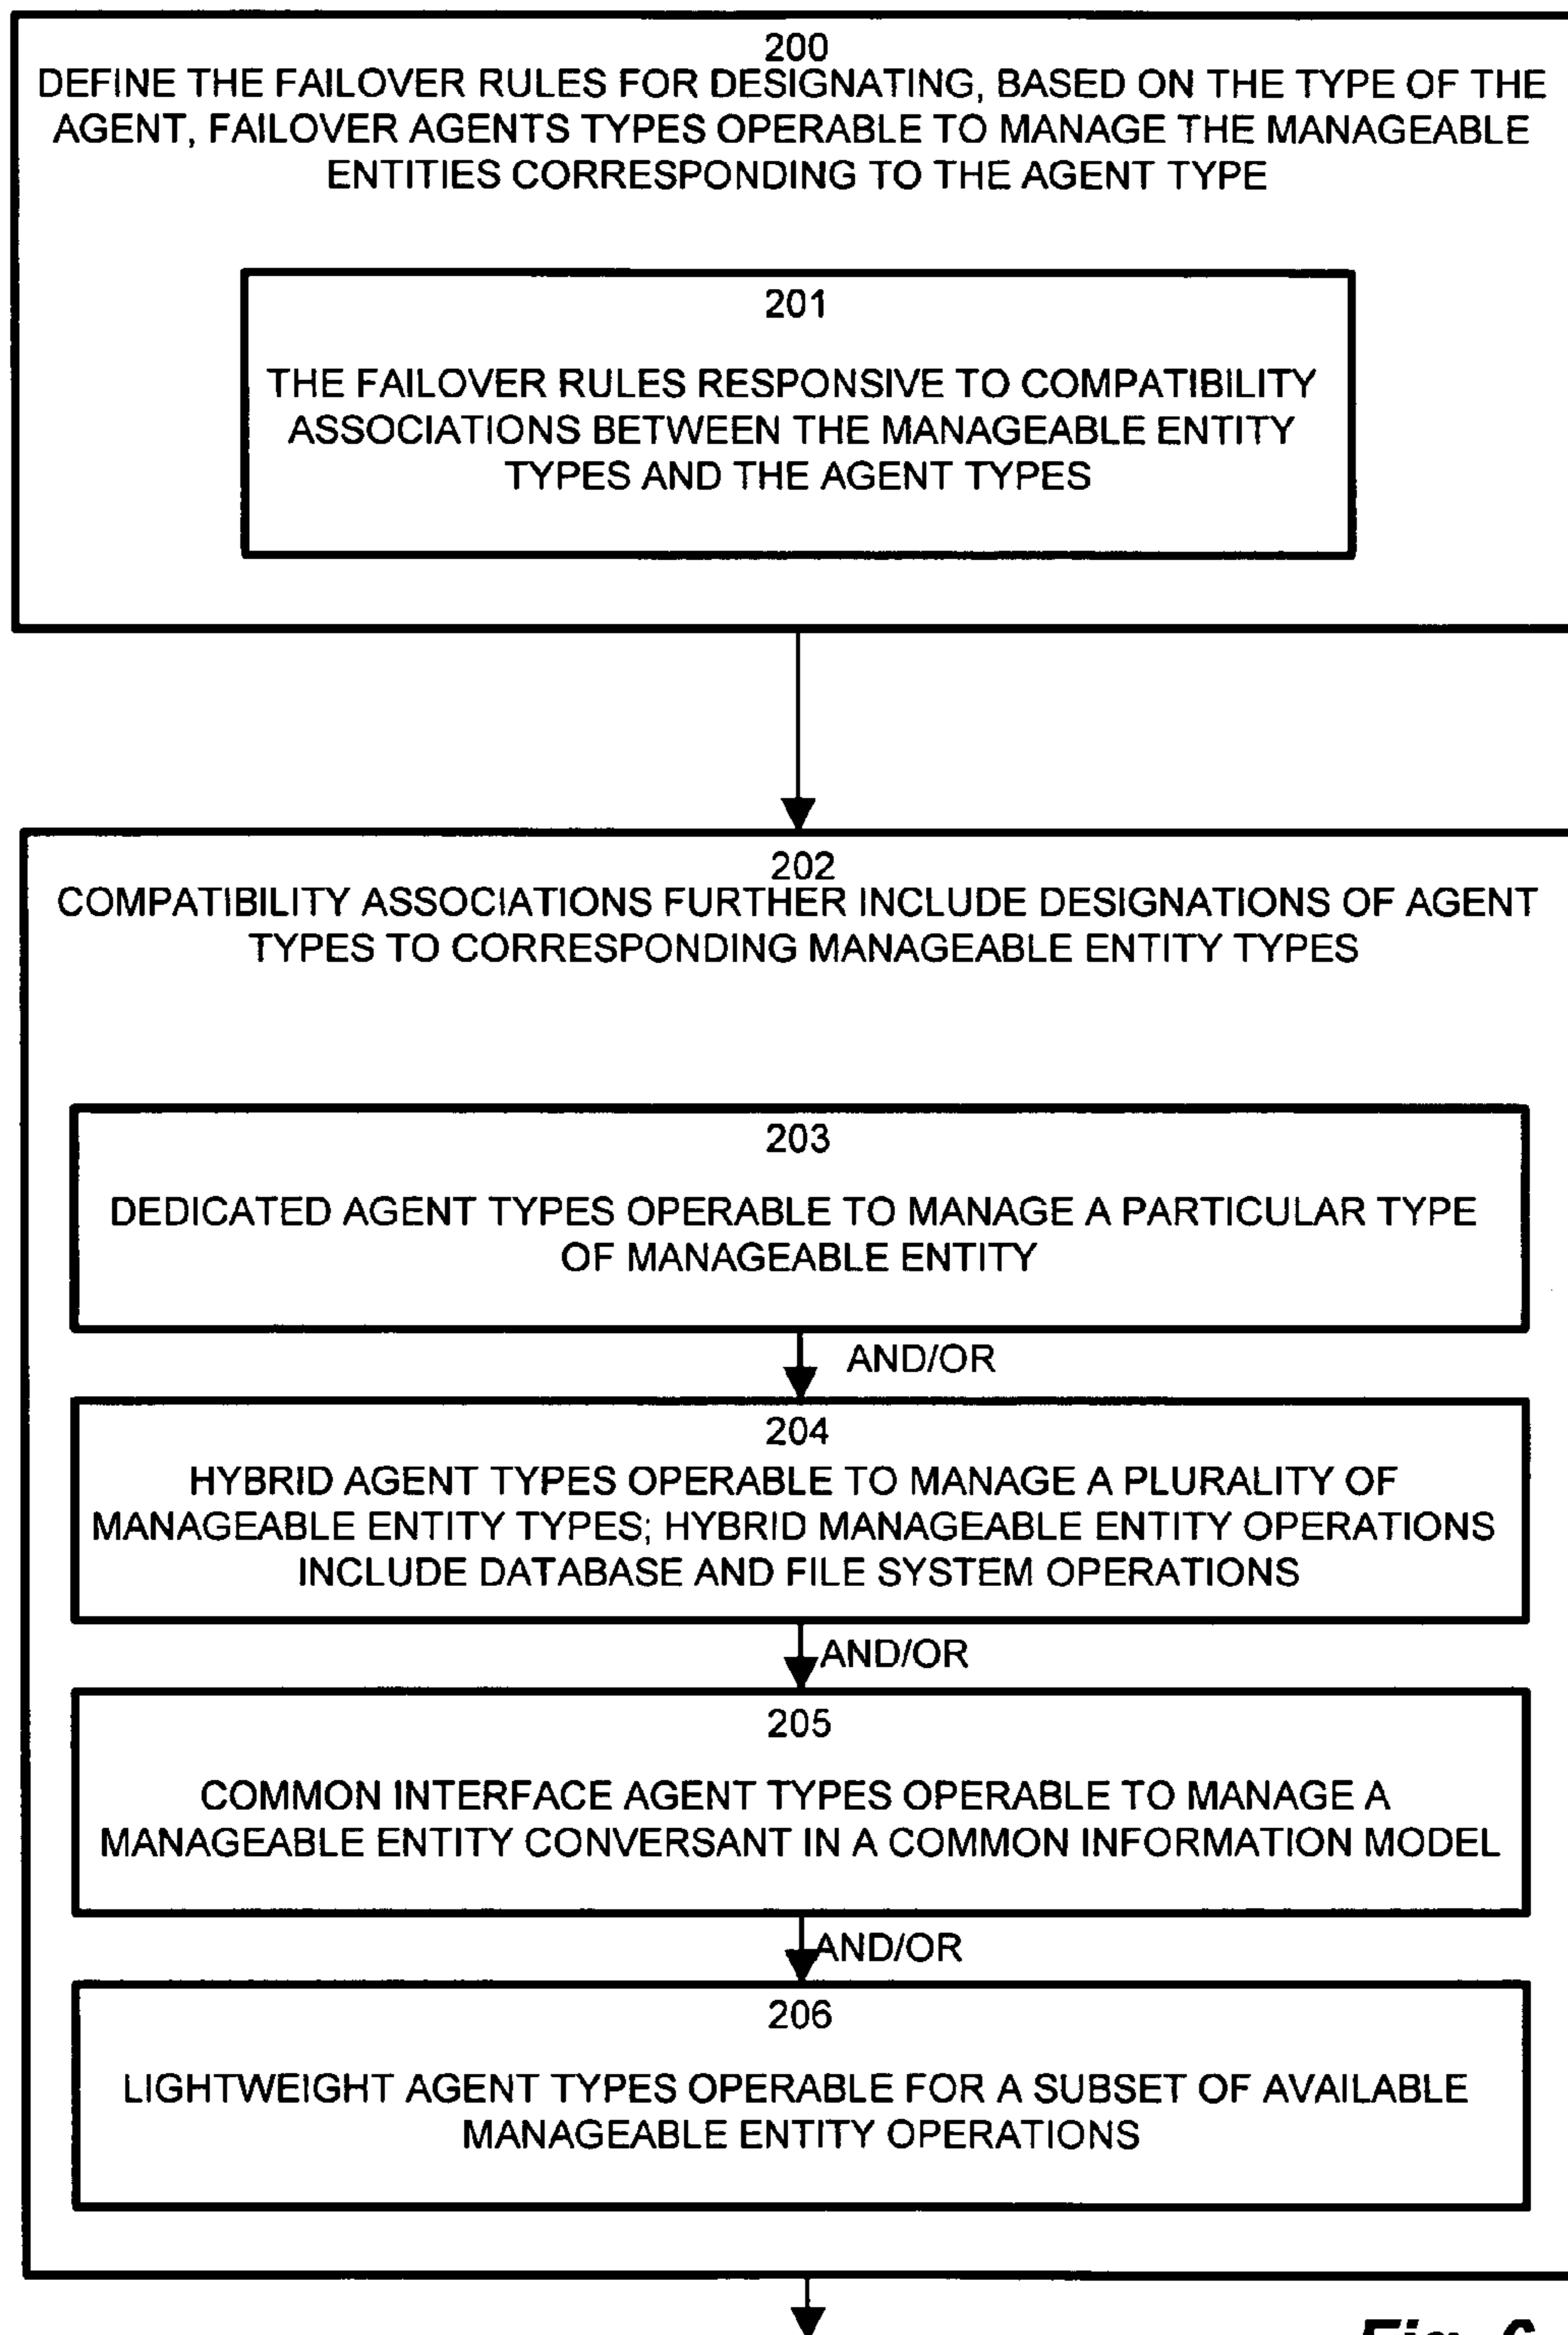 200
DEFINE THE FAILOVER RULES FOR DESIGNATING, BASED ON THE TYPE OF THE
AGENT, FAILOVER AGENTS TYPES OPERABLE TO MANAGE THE MANAGEABLE
ENTITIES CORRESPONDING TO THE AGENT TYPE
201
THE FAILOVER RULES RESPONSIVE TO COMPATIBILITY
ASSOCIATIONS BETWEEN THE MANAGEABLE ENTITY
TYPES AND THE AGENT TYPES
202
COMPATIBILITY ASSOCIATIONS FURTHER INCLUDE DESIGNATIONS OF AGENT
TYPES TO CORRESPONDING MANAGEABLE ENTITY TYPES
203
DEDICATED AGENT TYPES OPERABLE TO MANAGE A PARTICULAR TYPE
OF MANAGEABLE ENTITY
AND/OR
204
HYBRID AGENT TYPES OPERABLE TO MANAGE A PLURALITY OF
MANAGEABLE ENTITY TYPES; HYBRID MANAGEABLE ENTITY OPERATIONS
INCLUDE DATABASE AND FILE SYSTEM OPERATIONS
AND/OR
205
COMMON INTERFACE AGENT TYPES OPERABLE TO MANAGE A
MANAGEABLE ENTITY CONVERSANT IN A COMMON INFORMATION MODEL
AND/OR
206
LIGHTWEIGHT AGENT TYPES OPERABLE FOR A SUBSET OF AVAILABLE
MANAGEABLE ENTITY OPERATIONS